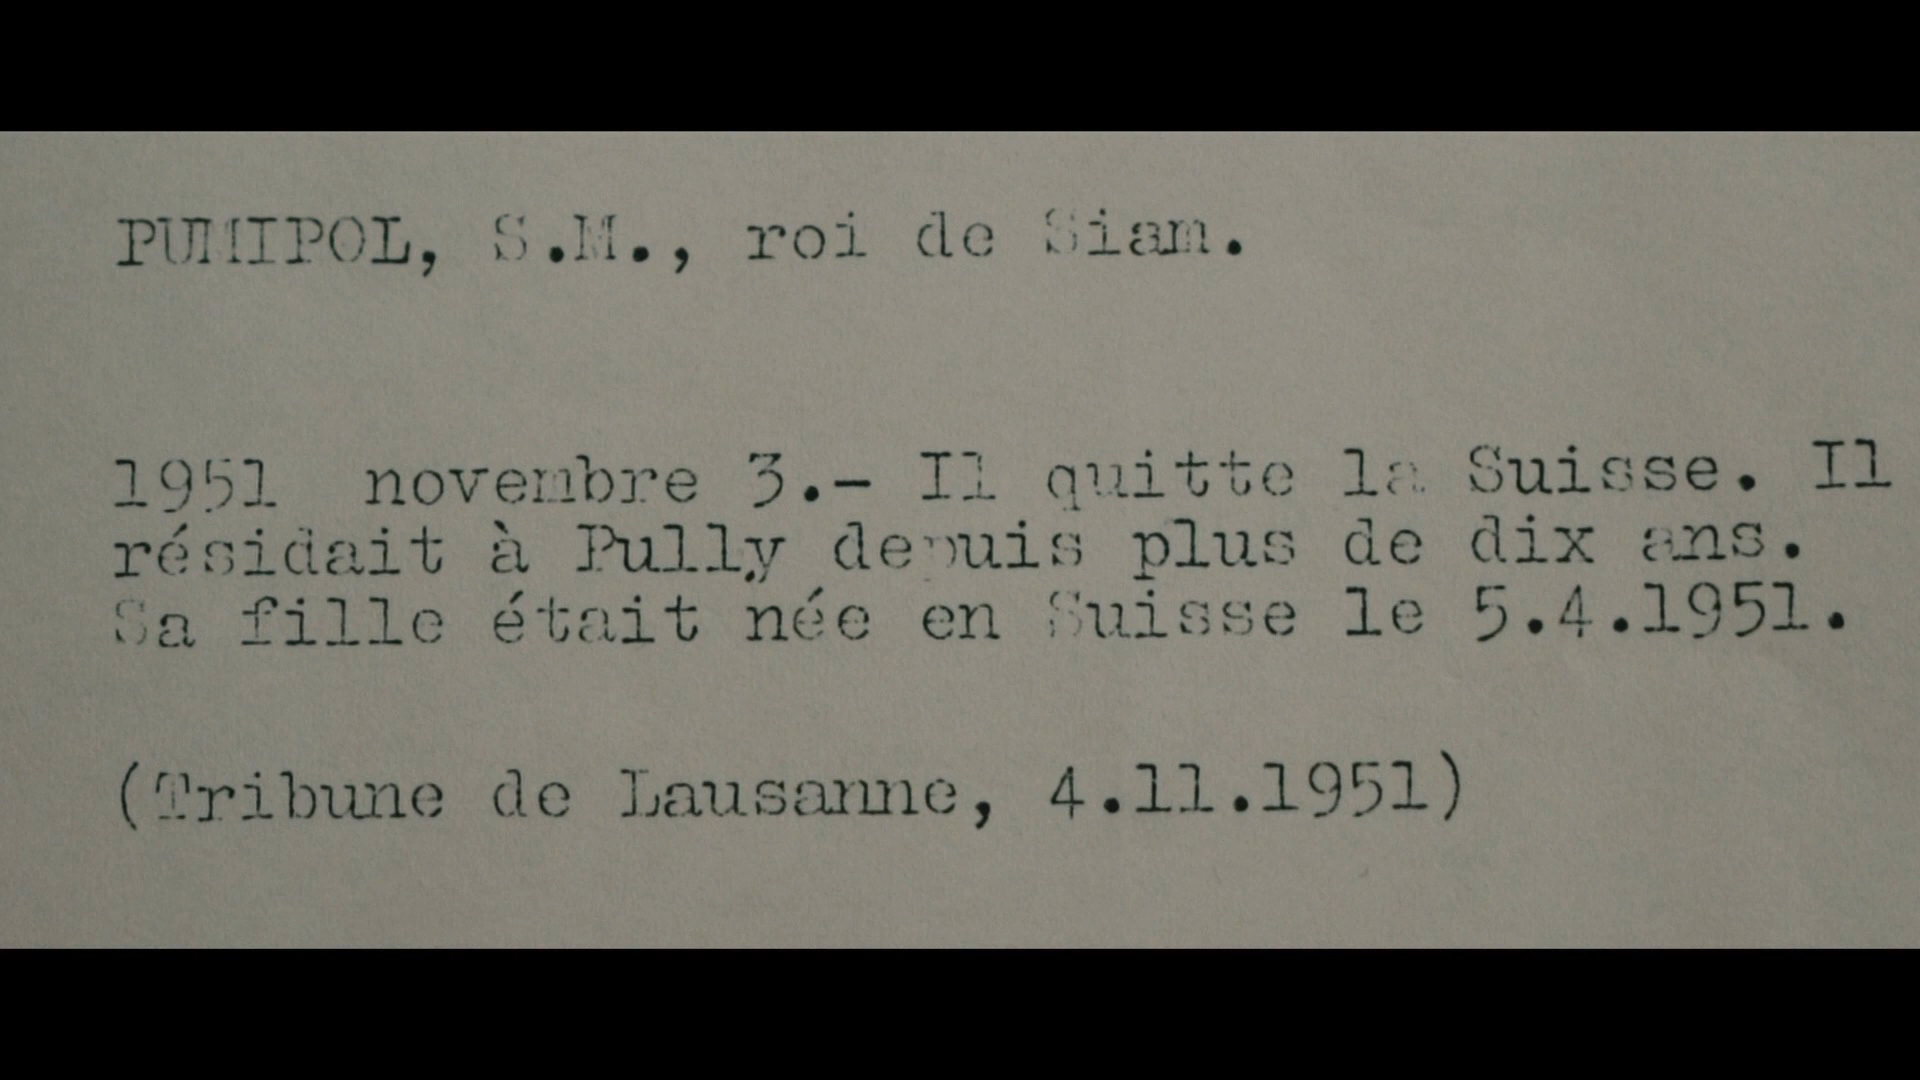 PUMIPOL, S.M., roi de Siam.
1951 novembre 3.- Il quitte la Suisse. Il
résidait à Pully depuis plus de dix ans.
Sa fille était née en Suisse le 5.4.1951.
(Tribune de Lausanne, 4.11.1951)